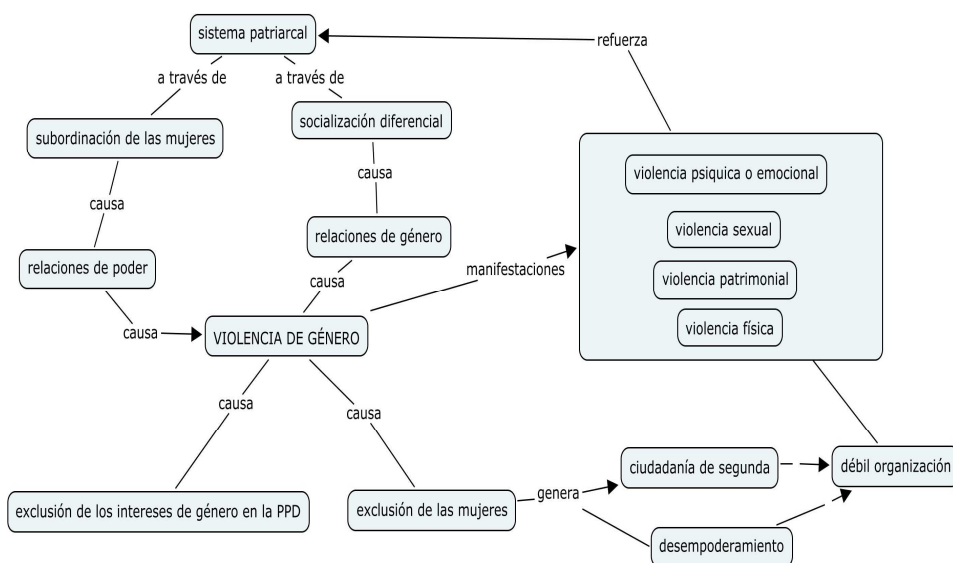 sistema patriarcal
refuerza
a través de
a través de
subordinación de las mujeres
socialización diferencial
causa
causa
relaciones de poder
relaciones de género
causa
causa
VIOLENCIA DE GÉNERO
manifestaciones
violencia psiquica o emocional
violencia sexual
violencia patrimonial
violencia física
causa
causa
exclusión de los intereses de género en la PPD
exclusión de las mujeres
genera
ciudadanía de segunda
desempoderamiento
débil organización